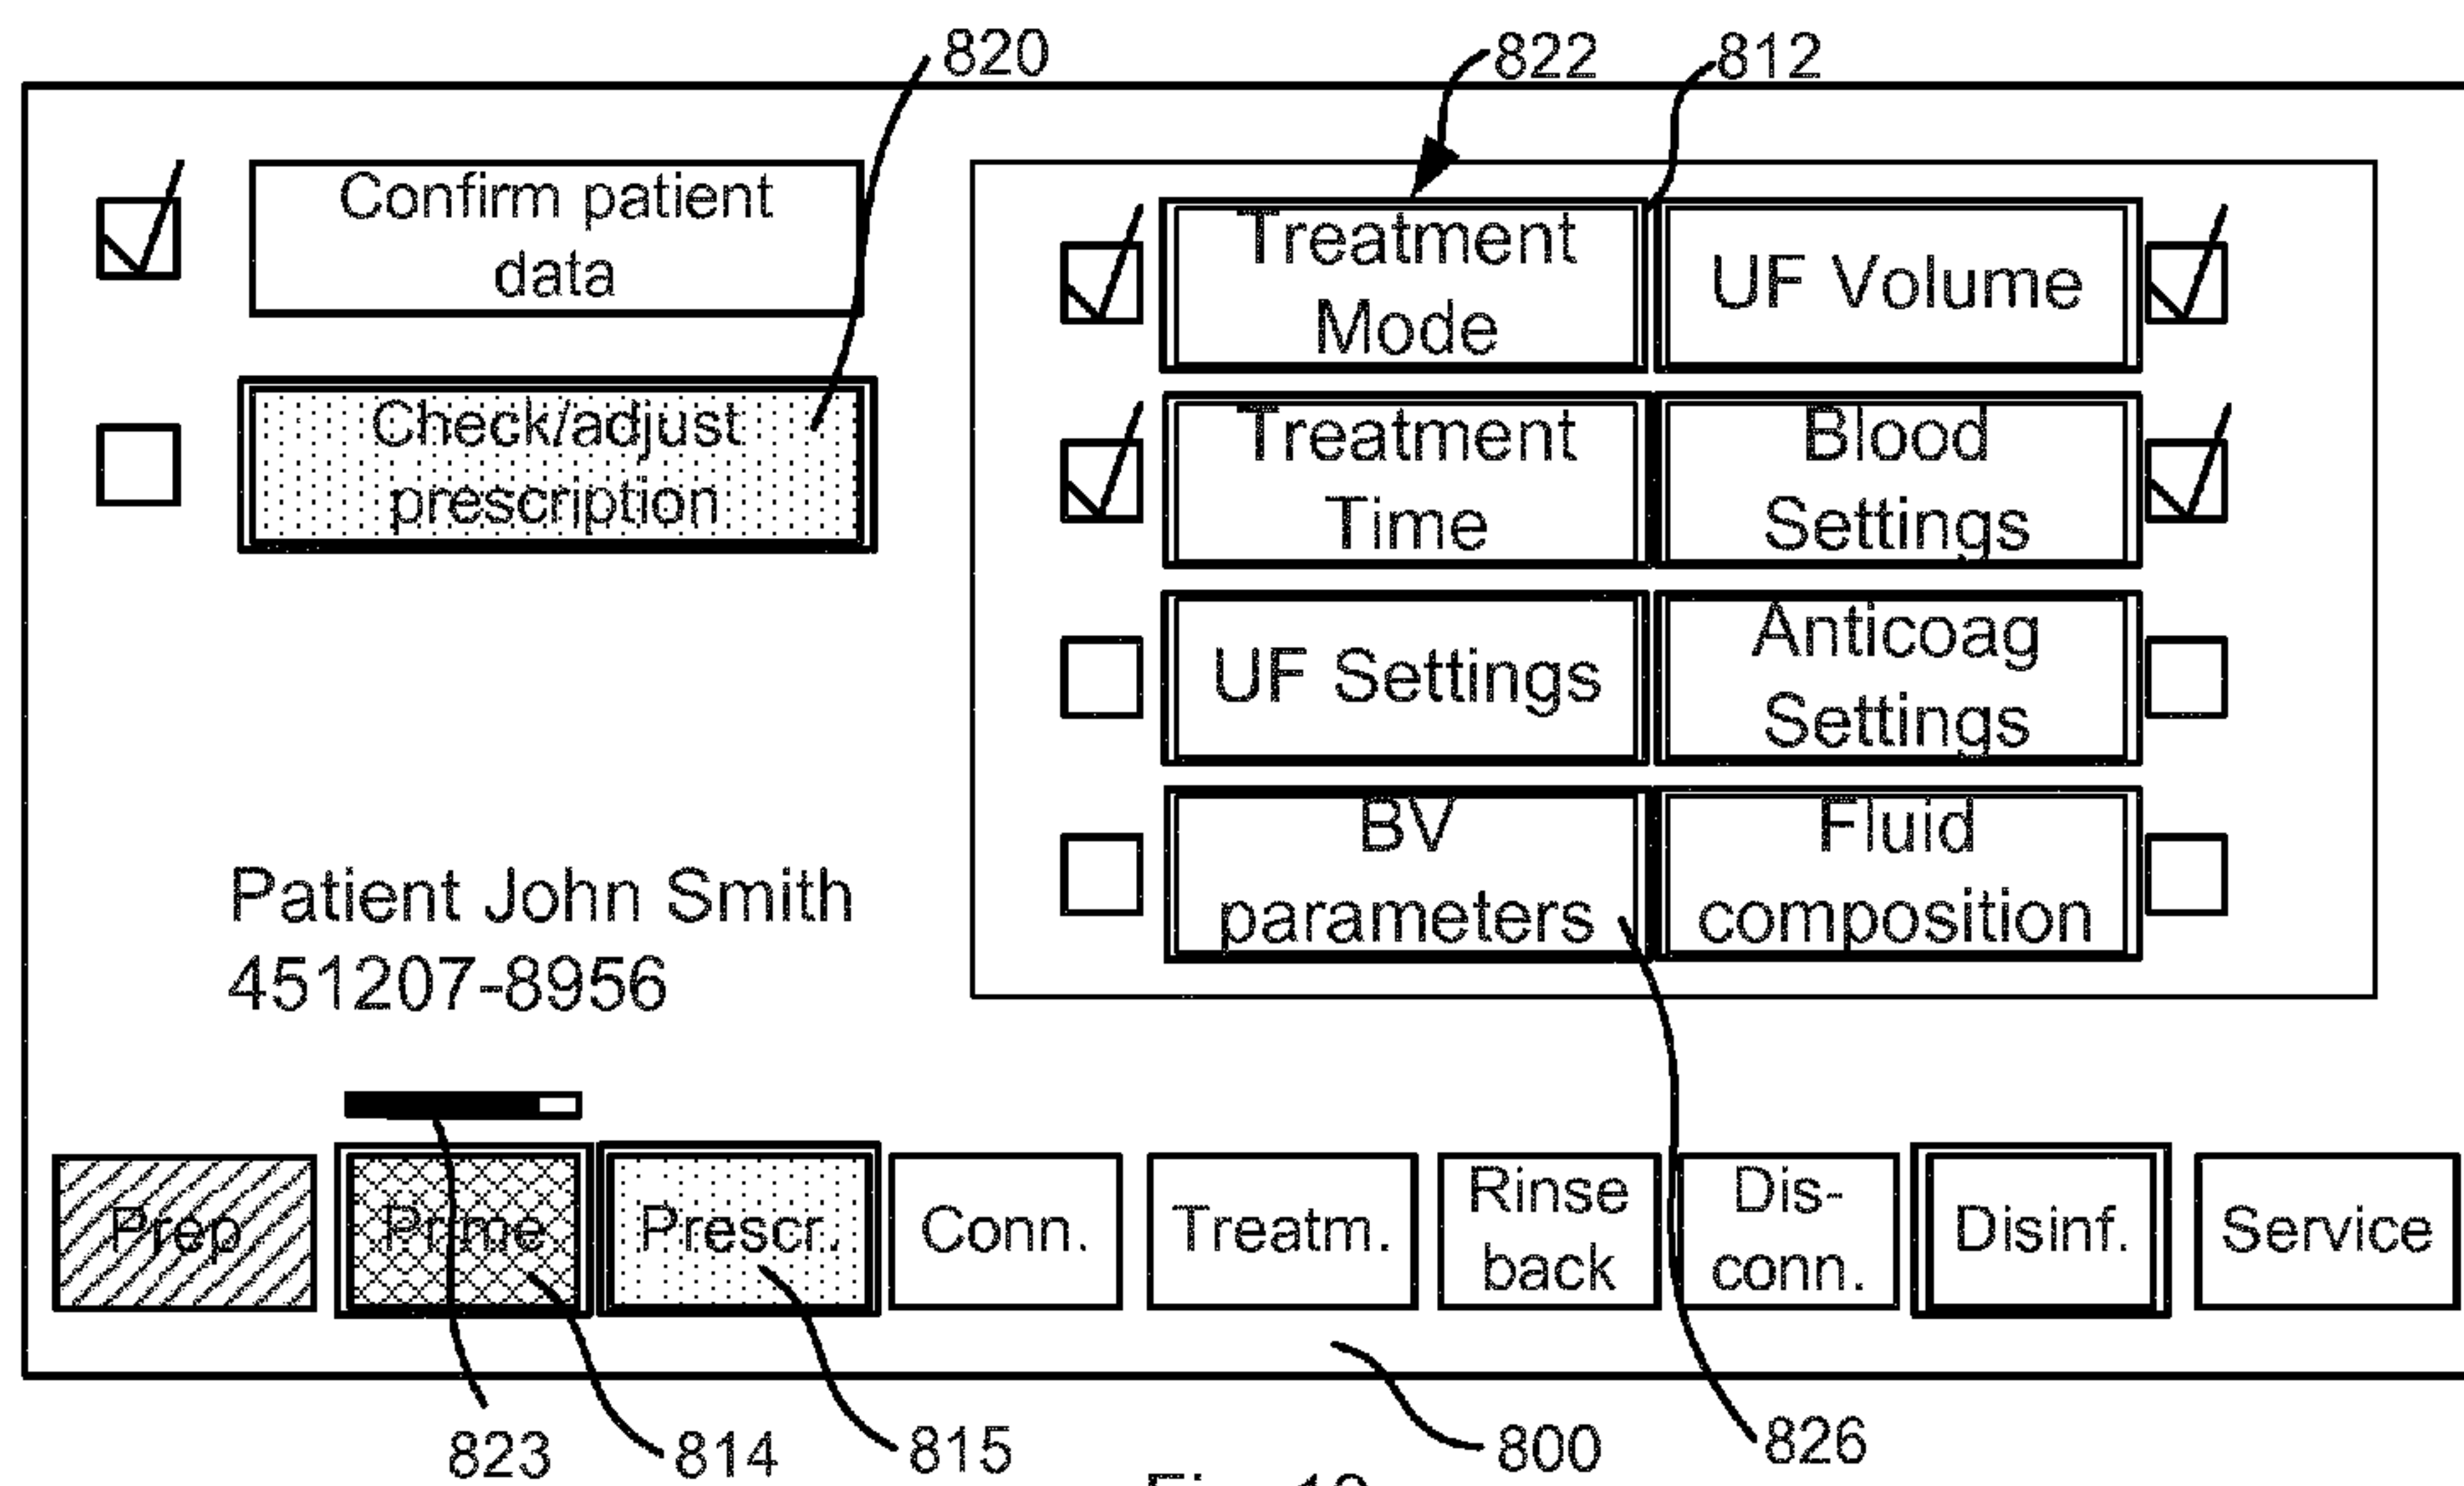 820
822
812
Confirm patient
data
Check/adjust
prescription
Treatment
Mode
UF Volume
Treatment
Time
Blood
Settings
UF Settings
Anticoag
Settings
BV
parameters
Fluid
composition
Patient John Smith
451207-8956
Prep
Prime
Prescr.
Conn.
Treatm.
Rinse
back
Dis-
conn.
Disinf.
Service
823
814
815
800
826